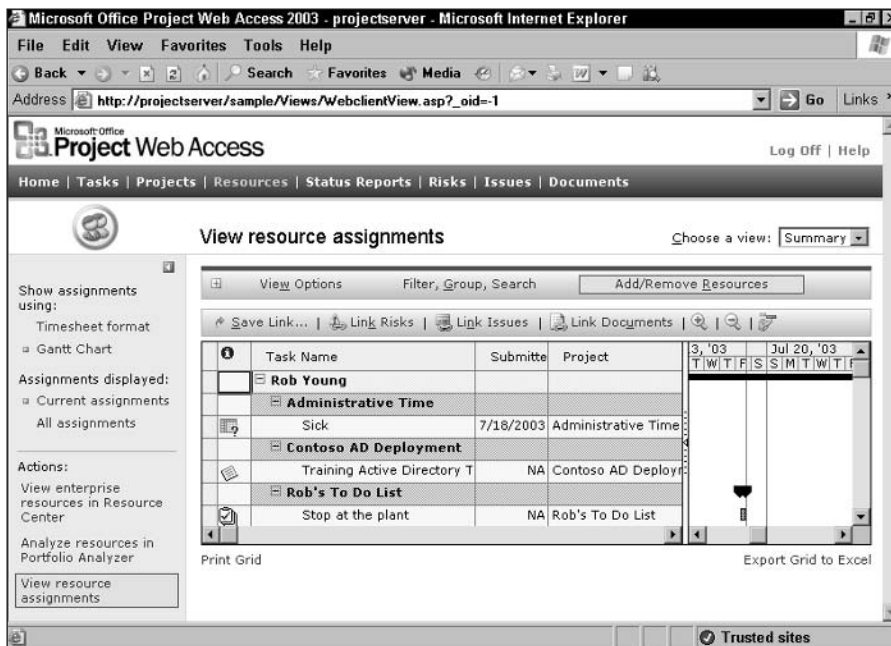 Microsoft Office Project Web Access 2003 - projectserver - Microsoft Internet Explorer
File Edit View Favorites Tools Help
Back Search Favorites Media
Address http://projectserver/sample/Views/WebclientView.asp?_oid=-1 Go Links
Microsoft Office
Project Web Access
Log Off | Help
Home | Tasks | Projects | Resources | Status Reports | Risks | Issues | Documents
View resource assignments
Choose a view: Summary
Show assignments using:
Timesheet format
Gantt Chart
Assignments displayed:
Current assignments
All assignments
Actions:
View enterprise resources in Resource Center
Analyze resources in Portfolio Analyzer
View resource assignments
View Options Filter, Group, Search Add/Remove Resources
Save Link... | Link Risks | Link Issues | Link Documents
Task Name Submitte Project 3, '03 Jul 20, '03
T W T F S S M T W T F
Rob Young
Administrative Time
Sick 7/18/2003 Administrative Time
Contoso AD Deployment
Training Active Directory T NA Contoso AD Deployr
Rob's To Do List
Stop at the plant NA Rob's To Do List
Print Grid Export Grid to Excel
Trusted sites